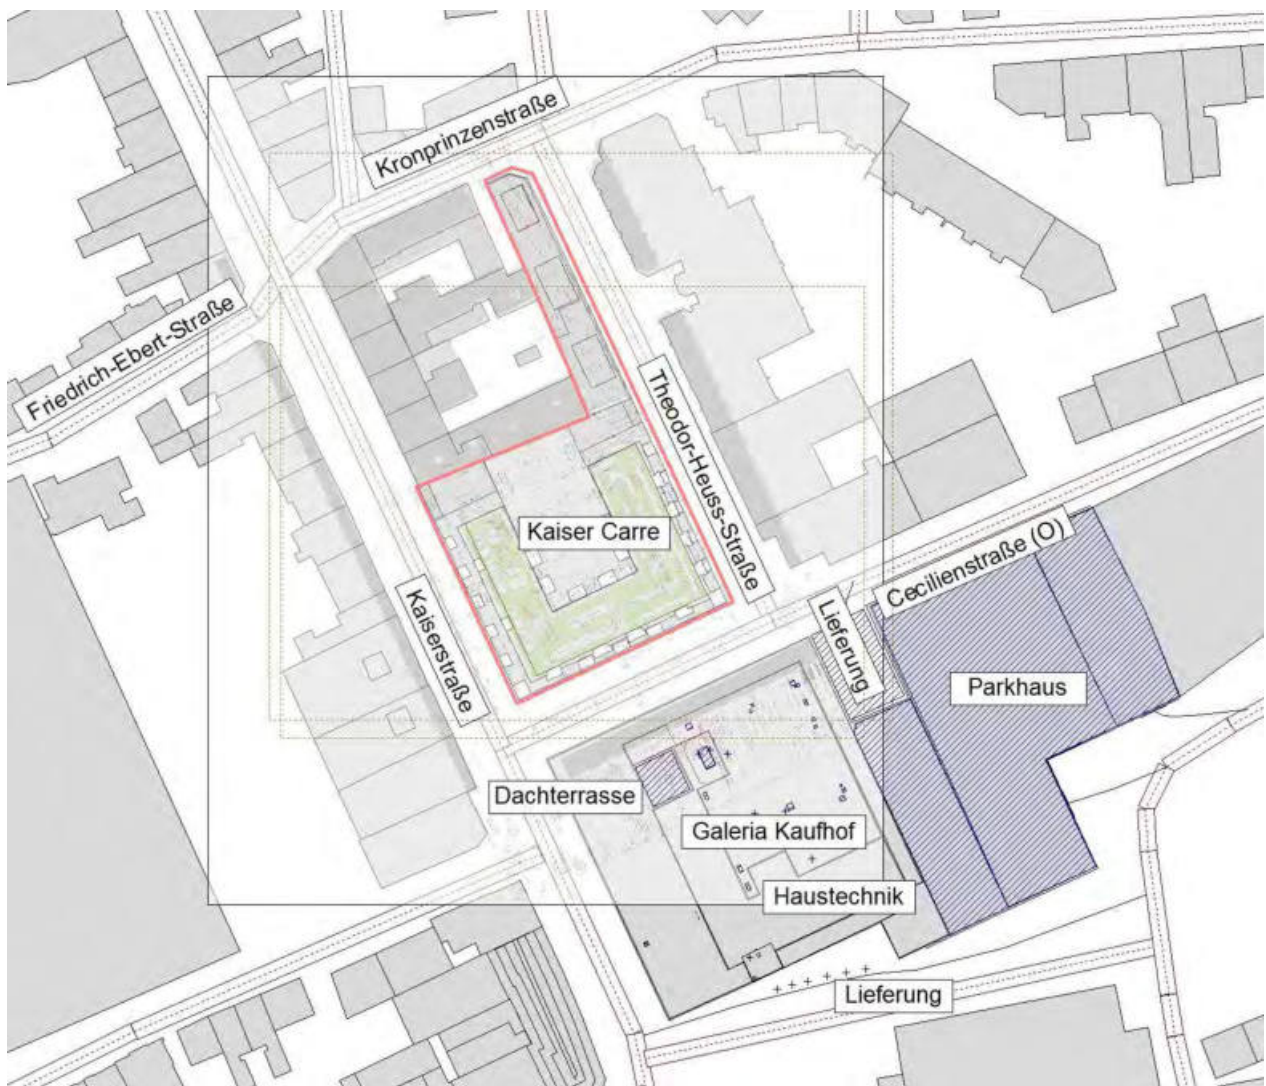 Kronprinzenstraße
Friedrich-Ebert-Straße
Theodor-Heuss-Straße
Kaiser Carre
Kaiserstraße
Cecilienstraße (O)
Lieferung
Parkhaus
Dachterrasse
Galeria Kaufhof
Haustechnik
Lieferung